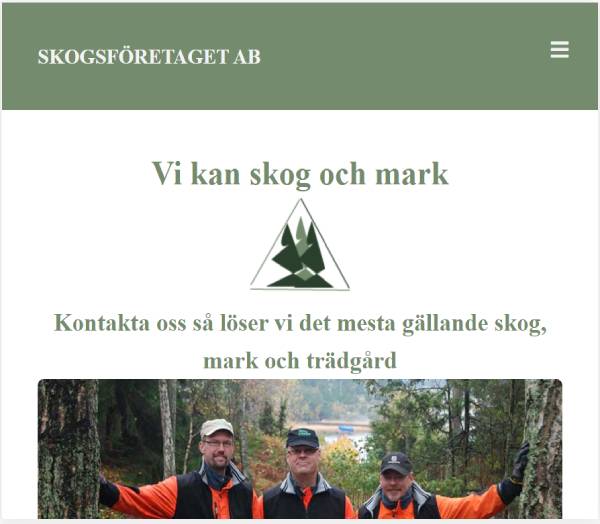 SKOGSFÖRETAGET AB
Vi kan skog och mark
Kontakta oss så löser vi det mesta gällande skog,
mark och trädgård